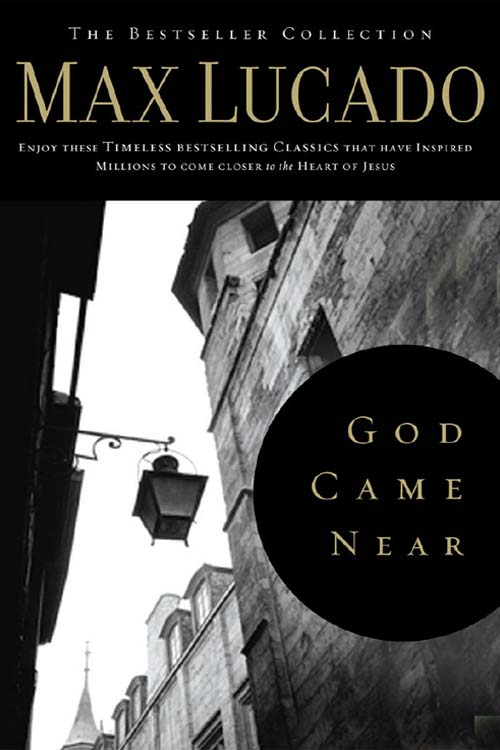 The Bestseller Collection
Max Lucado
Enjoy these Timeless bestselling Classics that have Inspired
Millions to come closer to the Heart of Jesus
God
Came
Near